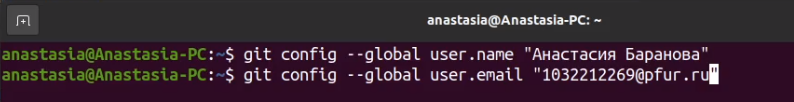 anastasia@Anastasia-PC: ~
anastasia@Anastasia-PC:~$ git config --global user.name "Анастасия Баранова"
anastasia@Anastasia-PC:~$ git config --global user.email "1032212269@pfur.ru"